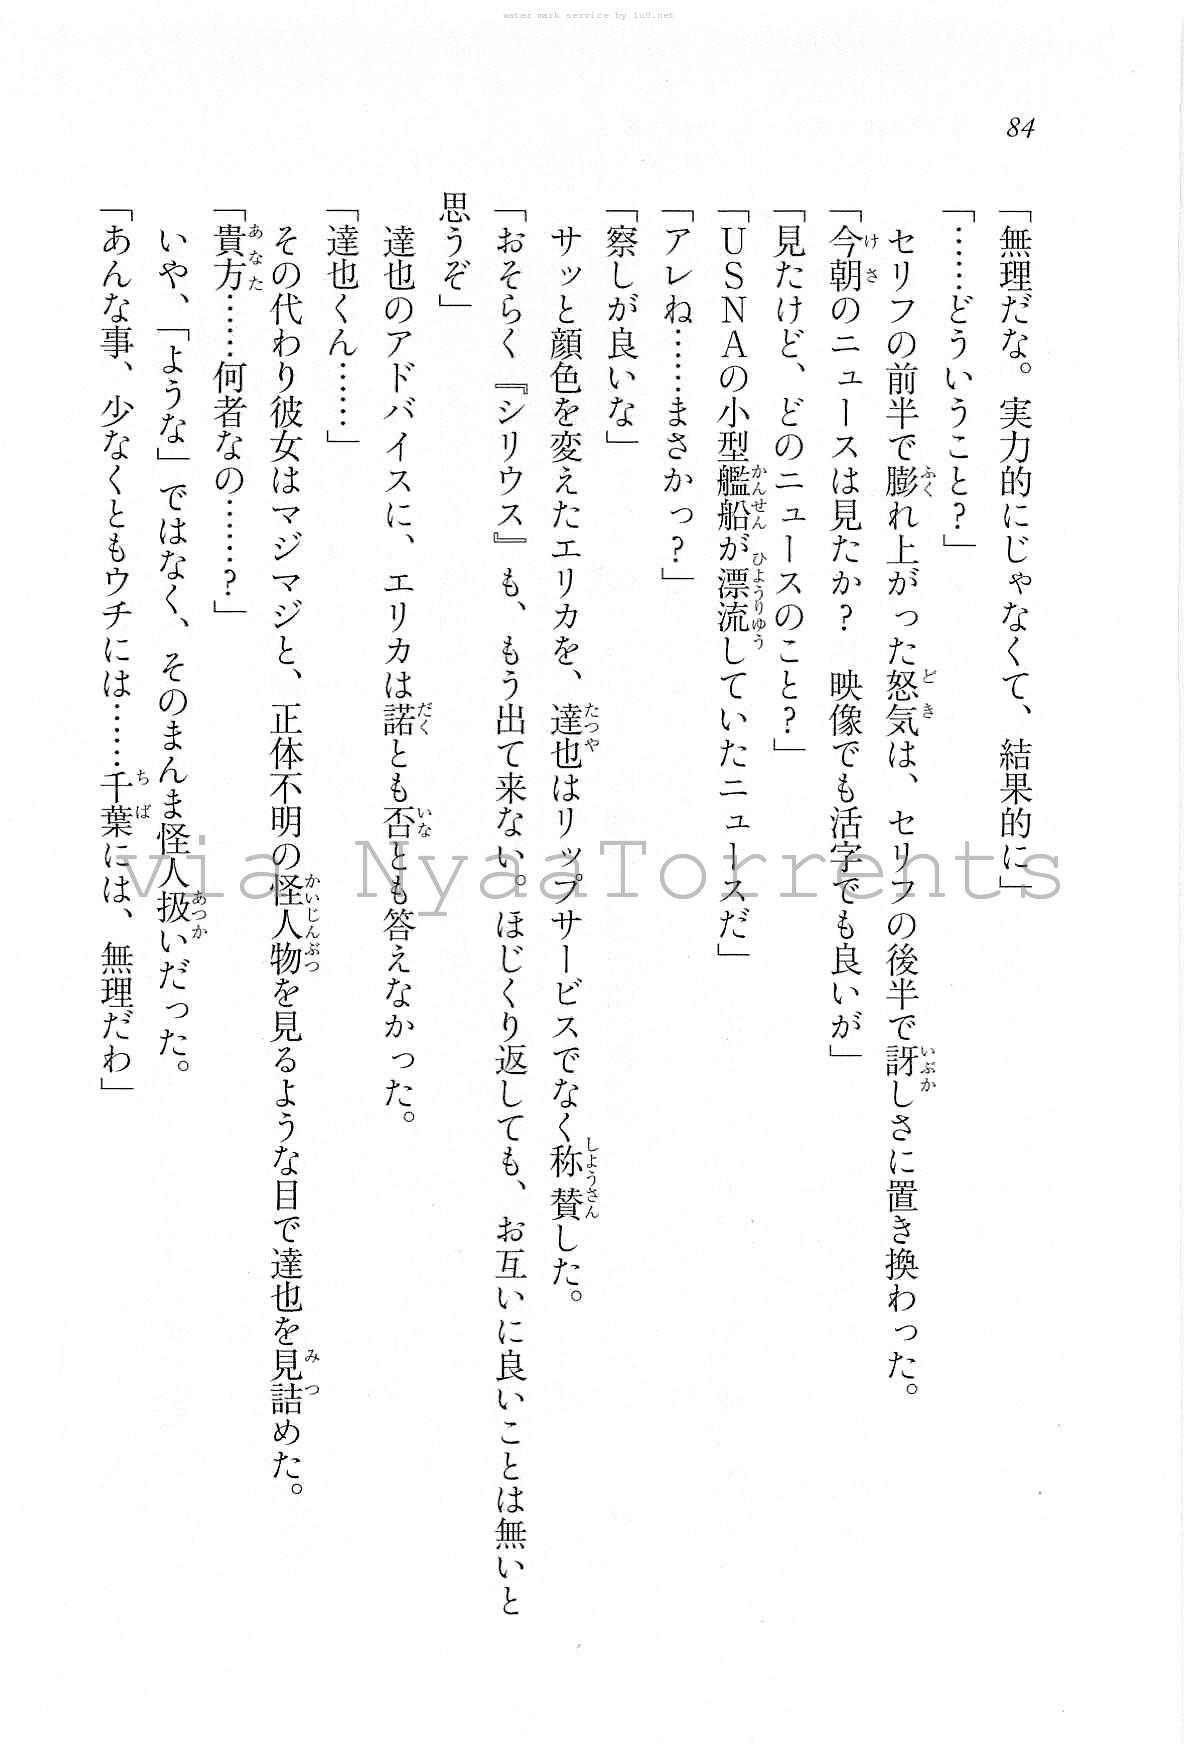 water mark service by lu0.net
84
「無理だな。実力的にじゃなくて、結果的に」
「……どういうこと?」
セリフの前半で膨れ上がった怒気は、セリフの後半で訝しさに置き換わった。
「今朝のニュースは見たか? 映像でも活字でも良いが」
「見たけど、どのニュースのこと?」
「USNAの小型艦船が漂流していたニュースだ」
「アレね……まさかっ?」
「察しが良いな」
サッと顔色を変えたエリカを、達也はリップサービスでなく称賛した。
「おそらく『シリウス』も、もう出て来ない。ほじくり返しても、お互いに良いことは無いと
思うぞ」
達也のアドバイスに、エリカは諾とも否とも答えなかった。
「達也くん……」
その代わり彼女はマジマジと、正体不明の怪人物を見るような目で達也を見詰めた。
「貴方……何者なの……?」
いや、「ような」ではなく、そのまんま怪人扱いだった。
「あんな事、少なくともウチには……千葉には、無理だわ」
via NyaaTorrents